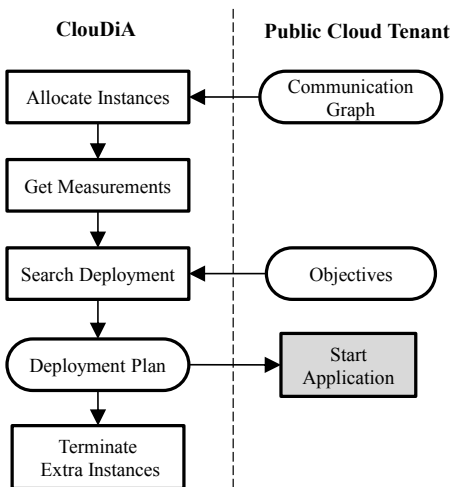 ClouDiA
Public Cloud Tenant
Allocate Instances
Communication
Graph
Get Measurements
Search Deployment
Objectives
Deployment Plan
Start
Application
Terminate
Extra Instances